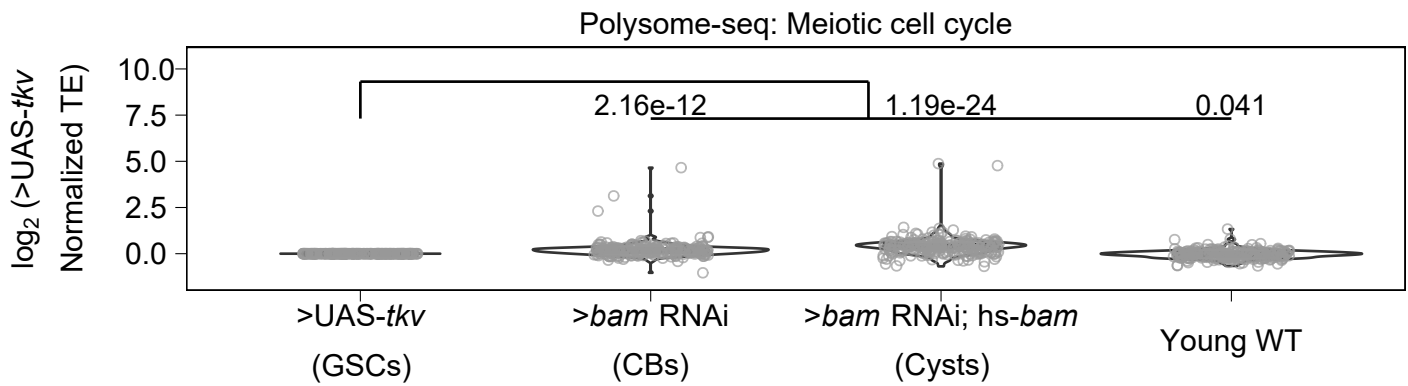 Polysome-seq: Meiotic cell cycle
log₂ (>UAS-tkv
Normalized TE)
10.0
7.5
5.0
2.5
0.0
2.16e-12
1.19e-24
0.041
>UAS-tkv
(GSCs)
>bam RNAi
(CBs)
>bam RNAi; hs-bam
(Cysts)
Young WT